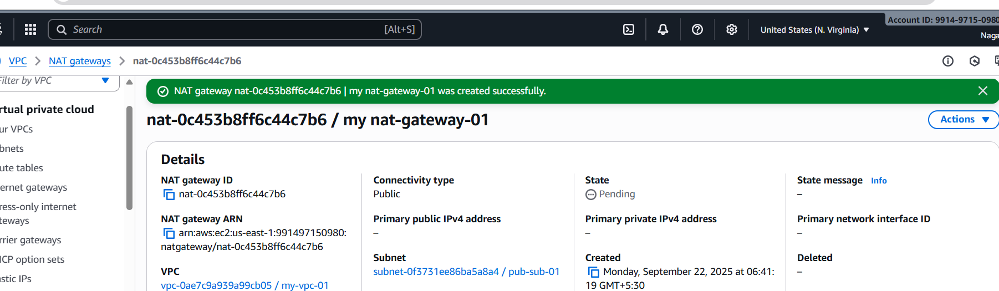 Search [Alt+S] United States (N. Virginia) Account ID: 9914-9715-0980
Naga
VPC NAT gateways nat-0c453b8ff6c44c7b6
Filter by VPC
NAT gateway nat-0c453b8ff6c44c7b6 | my nat-gateway-01 was created successfully.
rtual private cloud
ur VPCs
bnets
ute tables
ernet gateways
ress-only internet
teways
rrier gateways
ICP option sets
astic IPs
nat-0c453b8ff6c44c7b6 / my nat-gateway-01
Actions
Details
NAT gateway ID
nat-0c453b8ff6c44c7b6
Connectivity type
Public
State
Pending
State message Info
–
NAT gateway ARN
arn:aws:ec2:us-east-1:991497150980:
natgateway/nat-0c453b8ff6c44c7b6
Primary public IPv4 address
–
Primary private IPv4 address
–
Primary network interface ID
–
VPC
vpc-0ae7c9a939a99cb05 / my-vpc-01
Subnet
subnet-0f3731ee86ba5a8a4 / pub-sub-01
Created
Monday, September 22, 2025 at 06:41:
19 GMT+5:30
Deleted
–